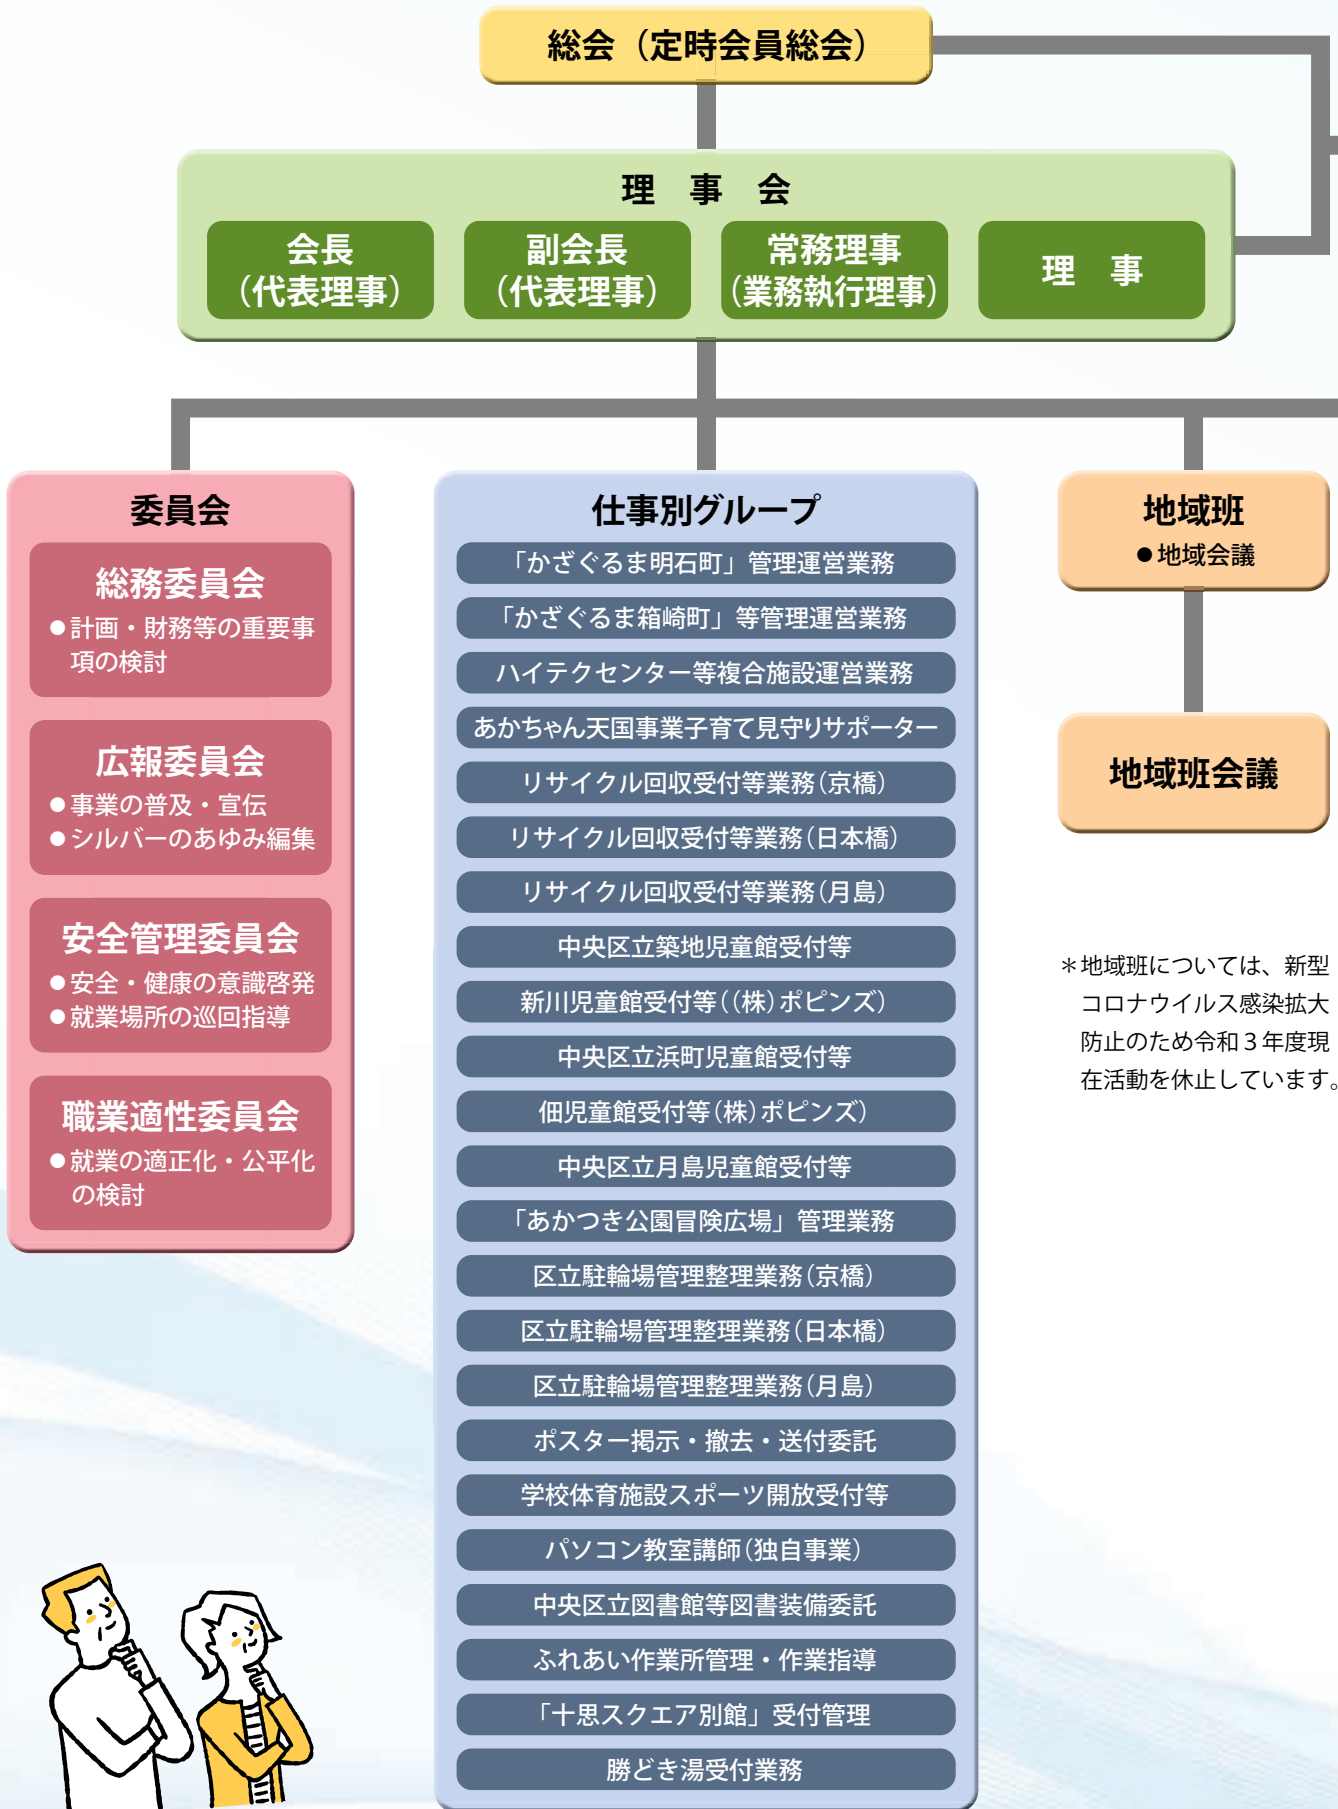 総会（定時会員総会）
理　事　会
会長
（代表理事）
副会長
（代表理事）
常務理事
（業務執行理事）
理　事
委員会
総務委員会
●計画・財務等の重要事
項の検討
広報委員会
●事業の普及・宣伝
●シルバーのあゆみ編集
安全管理委員会
●安全・健康の意識啓発
●就業場所の巡回指導
職業適性委員会
●就業の適正化・公平化
の検討
仕事別グループ
「かざぐるま明石町」管理運営業務
「かざぐるま箱崎町」等管理運営業務
ハイテクセンター等複合施設運営業務
あかちゃん天国事業子育て見守りサポーター
リサイクル回収受付等業務（京橋）
リサイクル回収受付等業務（日本橋）
リサイクル回収受付等業務（月島）
中央区立築地児童館受付等
新川児童館受付等（（株）ポピンズ）
中央区立浜町児童館受付等
佃児童館受付等（株）ポピンズ）
中央区立月島児童館受付等
「あかつき公園冒険広場」管理業務
区立駐輪場管理整理業務（京橋）
区立駐輪場管理整理業務（日本橋）
区立駐輪場管理整理業務（月島）
ポスター掲示・撤去・送付委託
学校体育施設スポーツ開放受付等
パソコン教室講師（独自事業）
中央区立図書館等図書装備委託
ふれあい作業所管理・作業指導
「十思スクエア別館」受付管理
勝どき湯受付業務
地域班
●地域会議
地域班会議
＊地域班については、新型
コロナウイルス感染拡大
防止のため令和３年度現
在活動を休止しています。